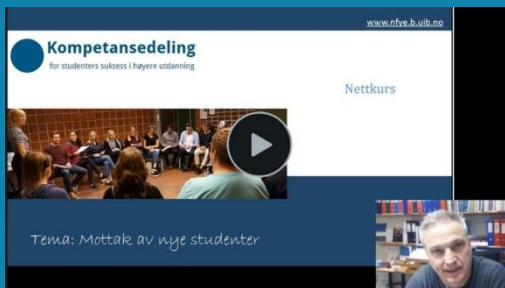 www.nfye.b.uib.no
Kompetansedeling
for studenters suksess i høyere utdanning
Nettkurs
Tema: Mottak av nye studenter